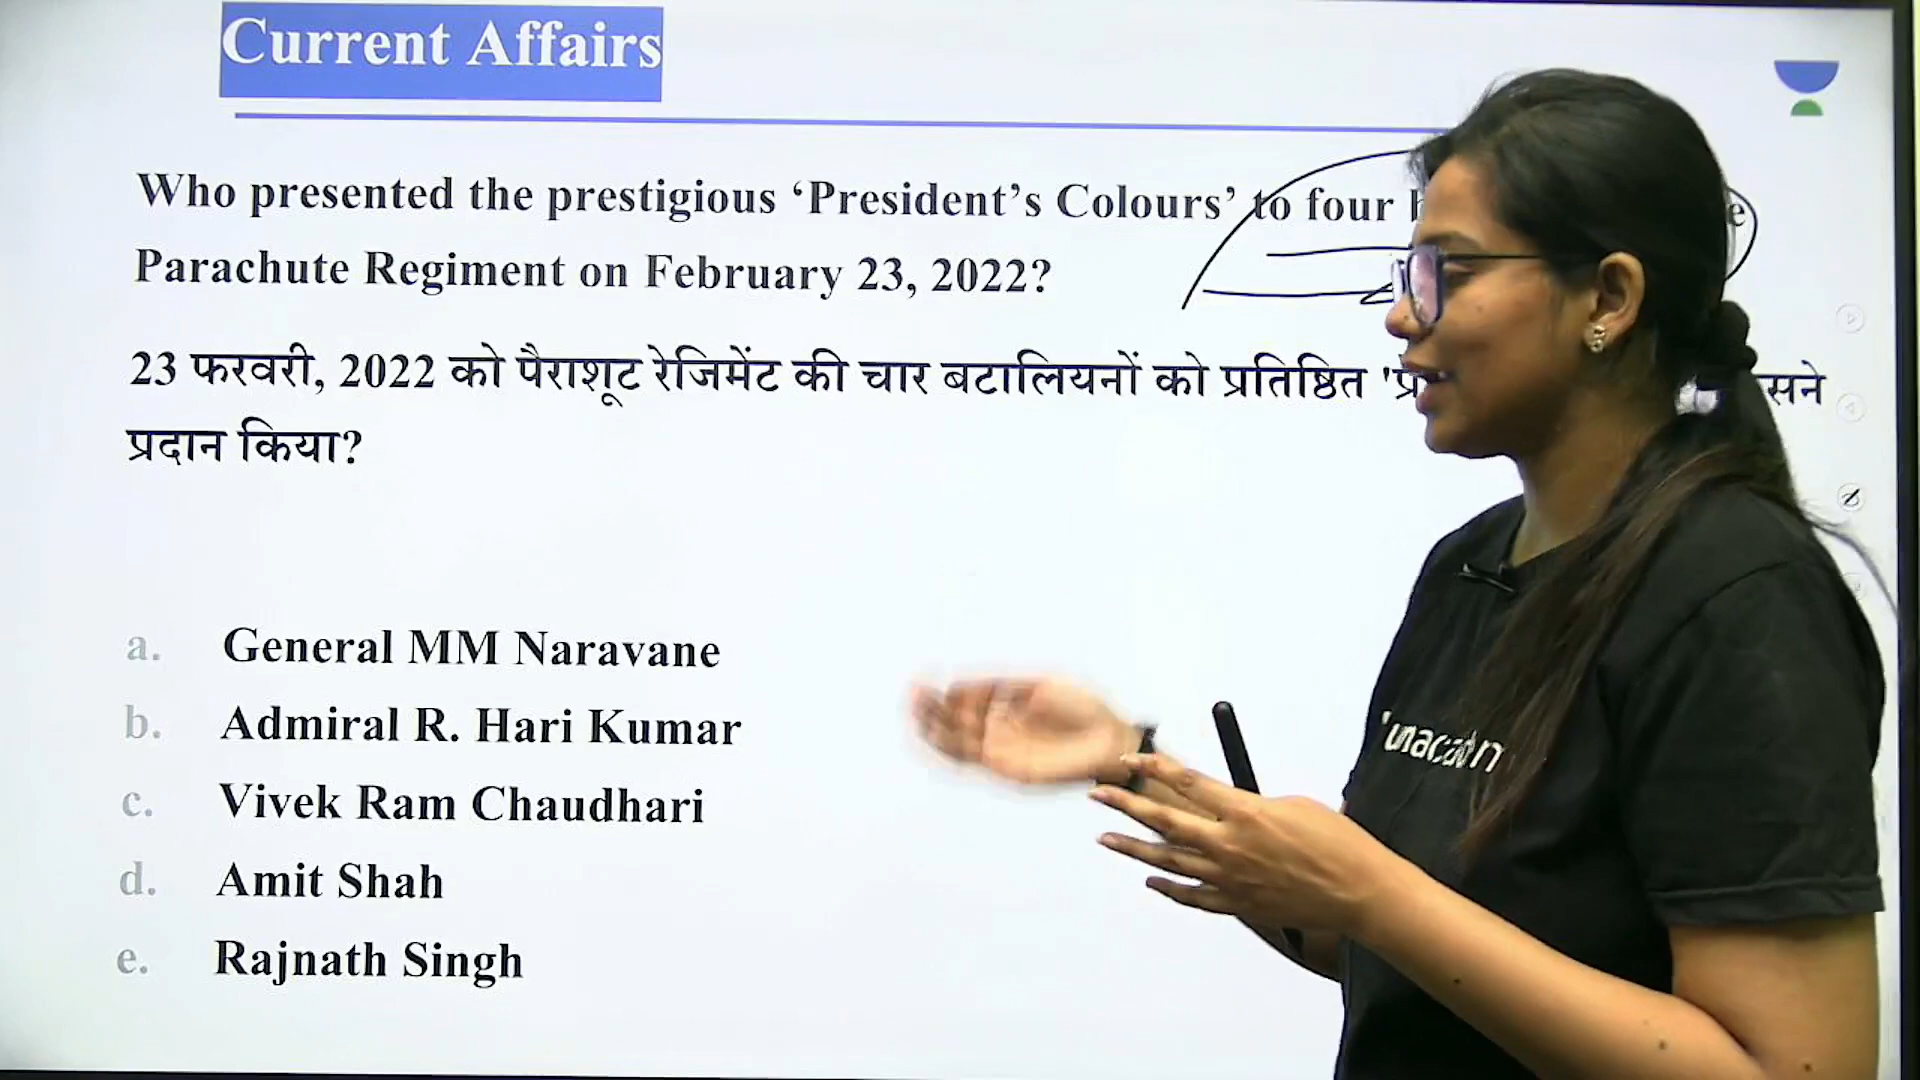 Current Affairs
Who presented the prestigious ‘President’s Colours’ to four
Parachute Regiment on February 23, 2022?
23 फरवरी, 2022 को पैराशूट रेजिमेंट की चार बटालियनों को प्रतिष्ठित
प्रदान किया?
a. General MM Naravane
b. Admiral R. Hari Kumar
c. Vivek Ram Chaudhari
d. Amit Shah
e. Rajnath Singh